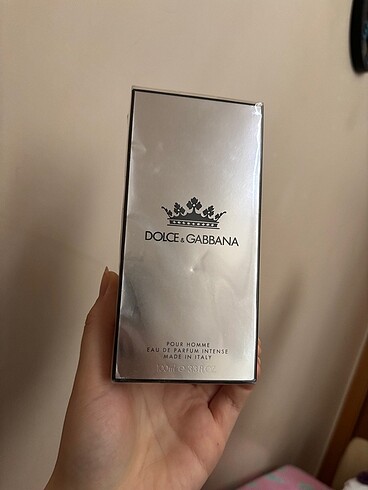 DOLCE & GABBANA
POUR HOMME
EAU DE PARFUM INTENSE
MADE IN ITALY